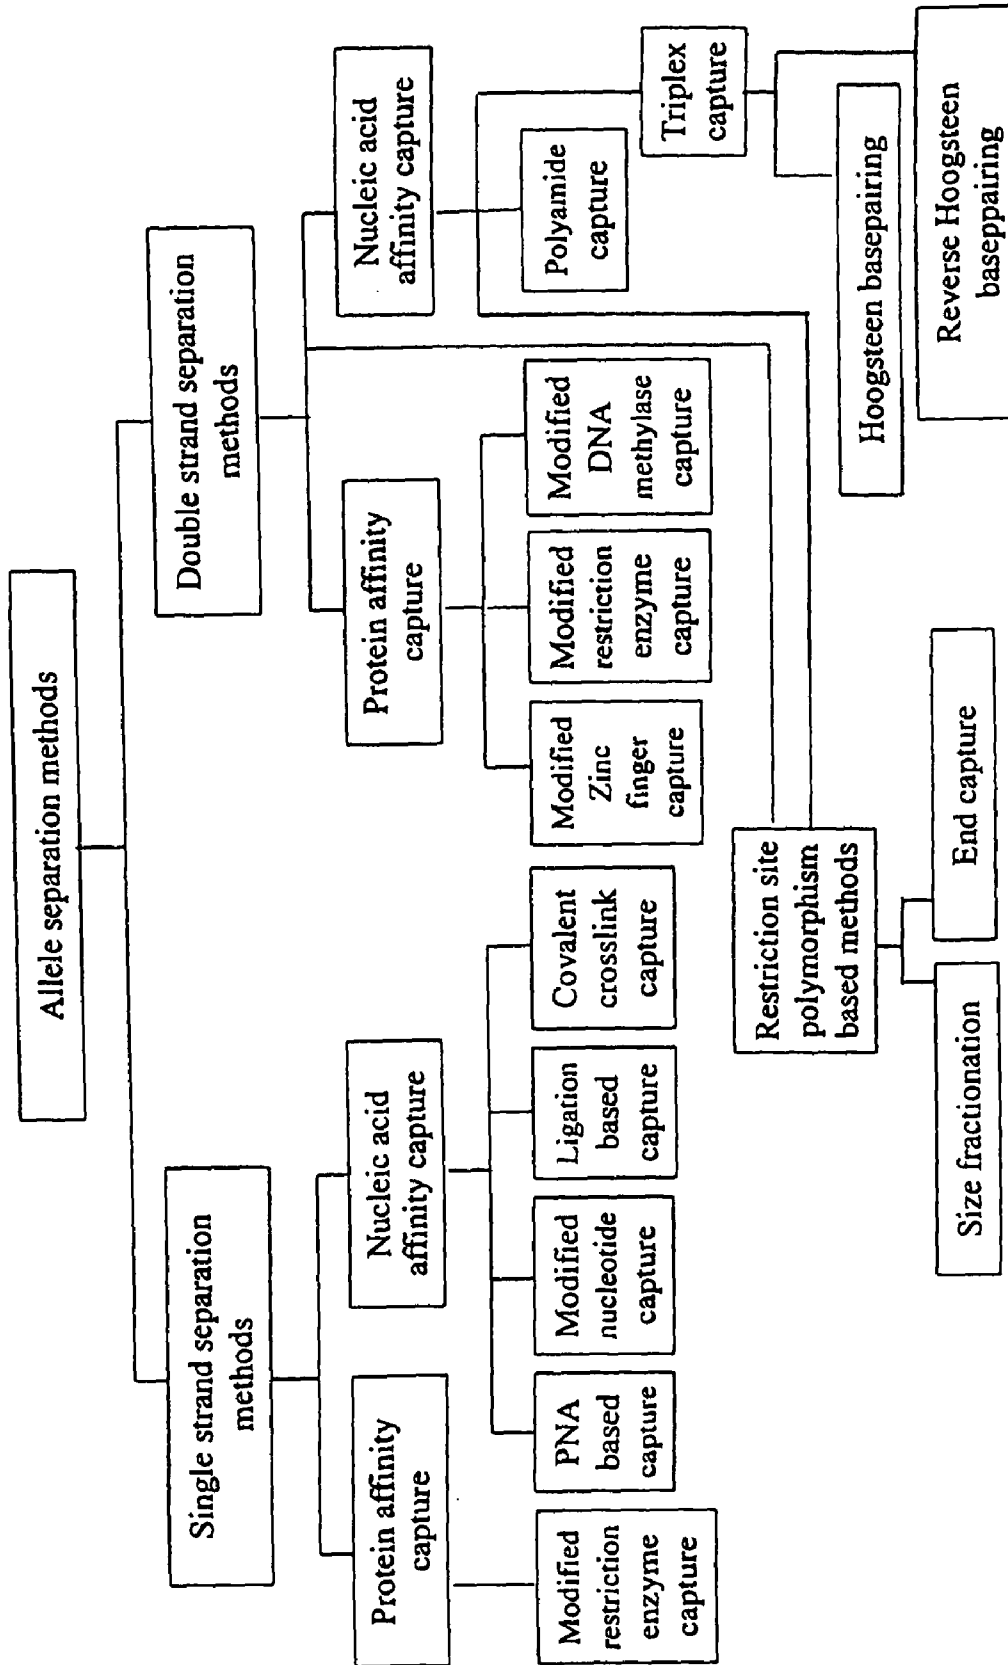 Allele separation methods
Single strand separation
methods
Double strand separation
methods
Protein affinity
capture
Nucleic acid
affinity capture
Protein affinity
capture
Nucleic acid
affinity capture
Modified
restriction
enzyme
capture
PNA
based
capture
Modified
nucleotide
capture
Ligation
based
capture
Covalent
crosslink
capture
Modified
Zinc
finger
capture
Modified
restriction
enzyme
capture
Modified
DNA
methylase
capture
Polyamide
capture
Triplex
capture
Restriction site
polymorphism
based methods
Hoogsteen basepairing
Size fractionation
End capture
Reverse Hoogsteen
baseppairing